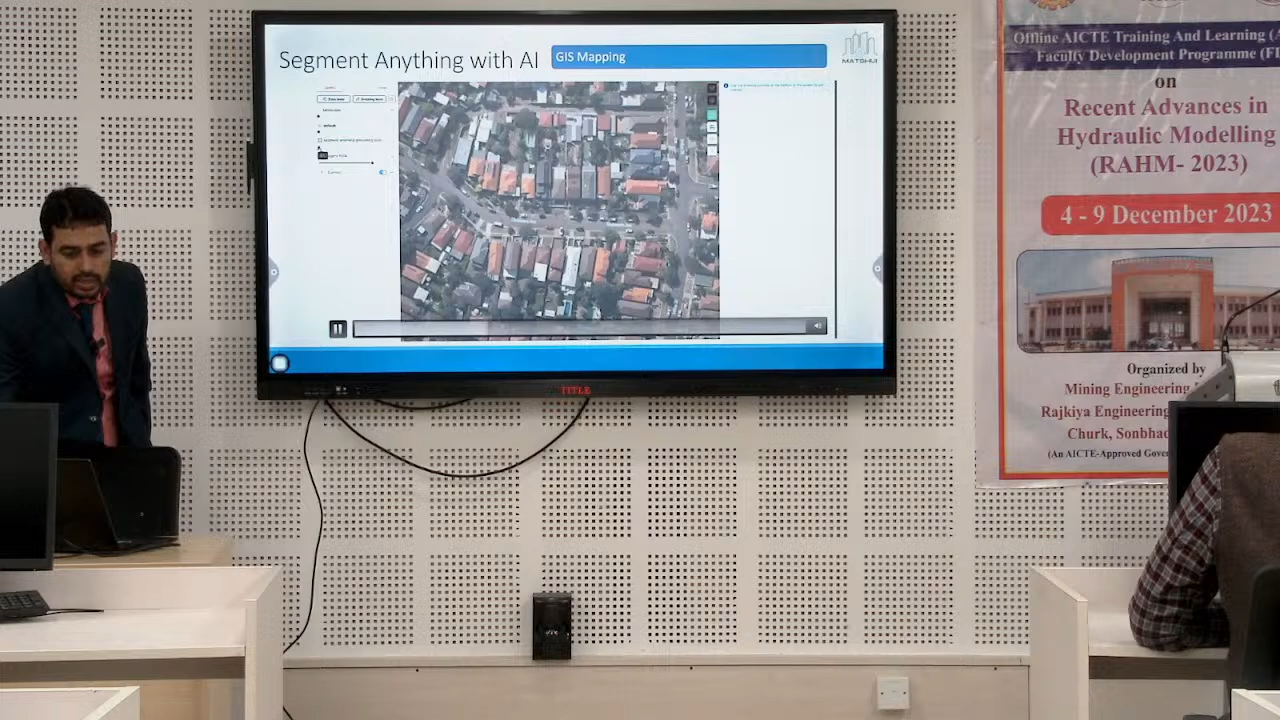 Segment Anything with AI
GIS Mapping
MATSHUI
TITLE
Offline AICTE Training And Learning (A
Faculty Development Programme (F
on
Recent Advances in
Hydraulic Modelling
(RAHM- 2023)
4 - 9 December 2023
Organized by
Mining Engineering
Rajkiya Engineering
Churk, Sonbhad
(An AICTE-Approved Gover